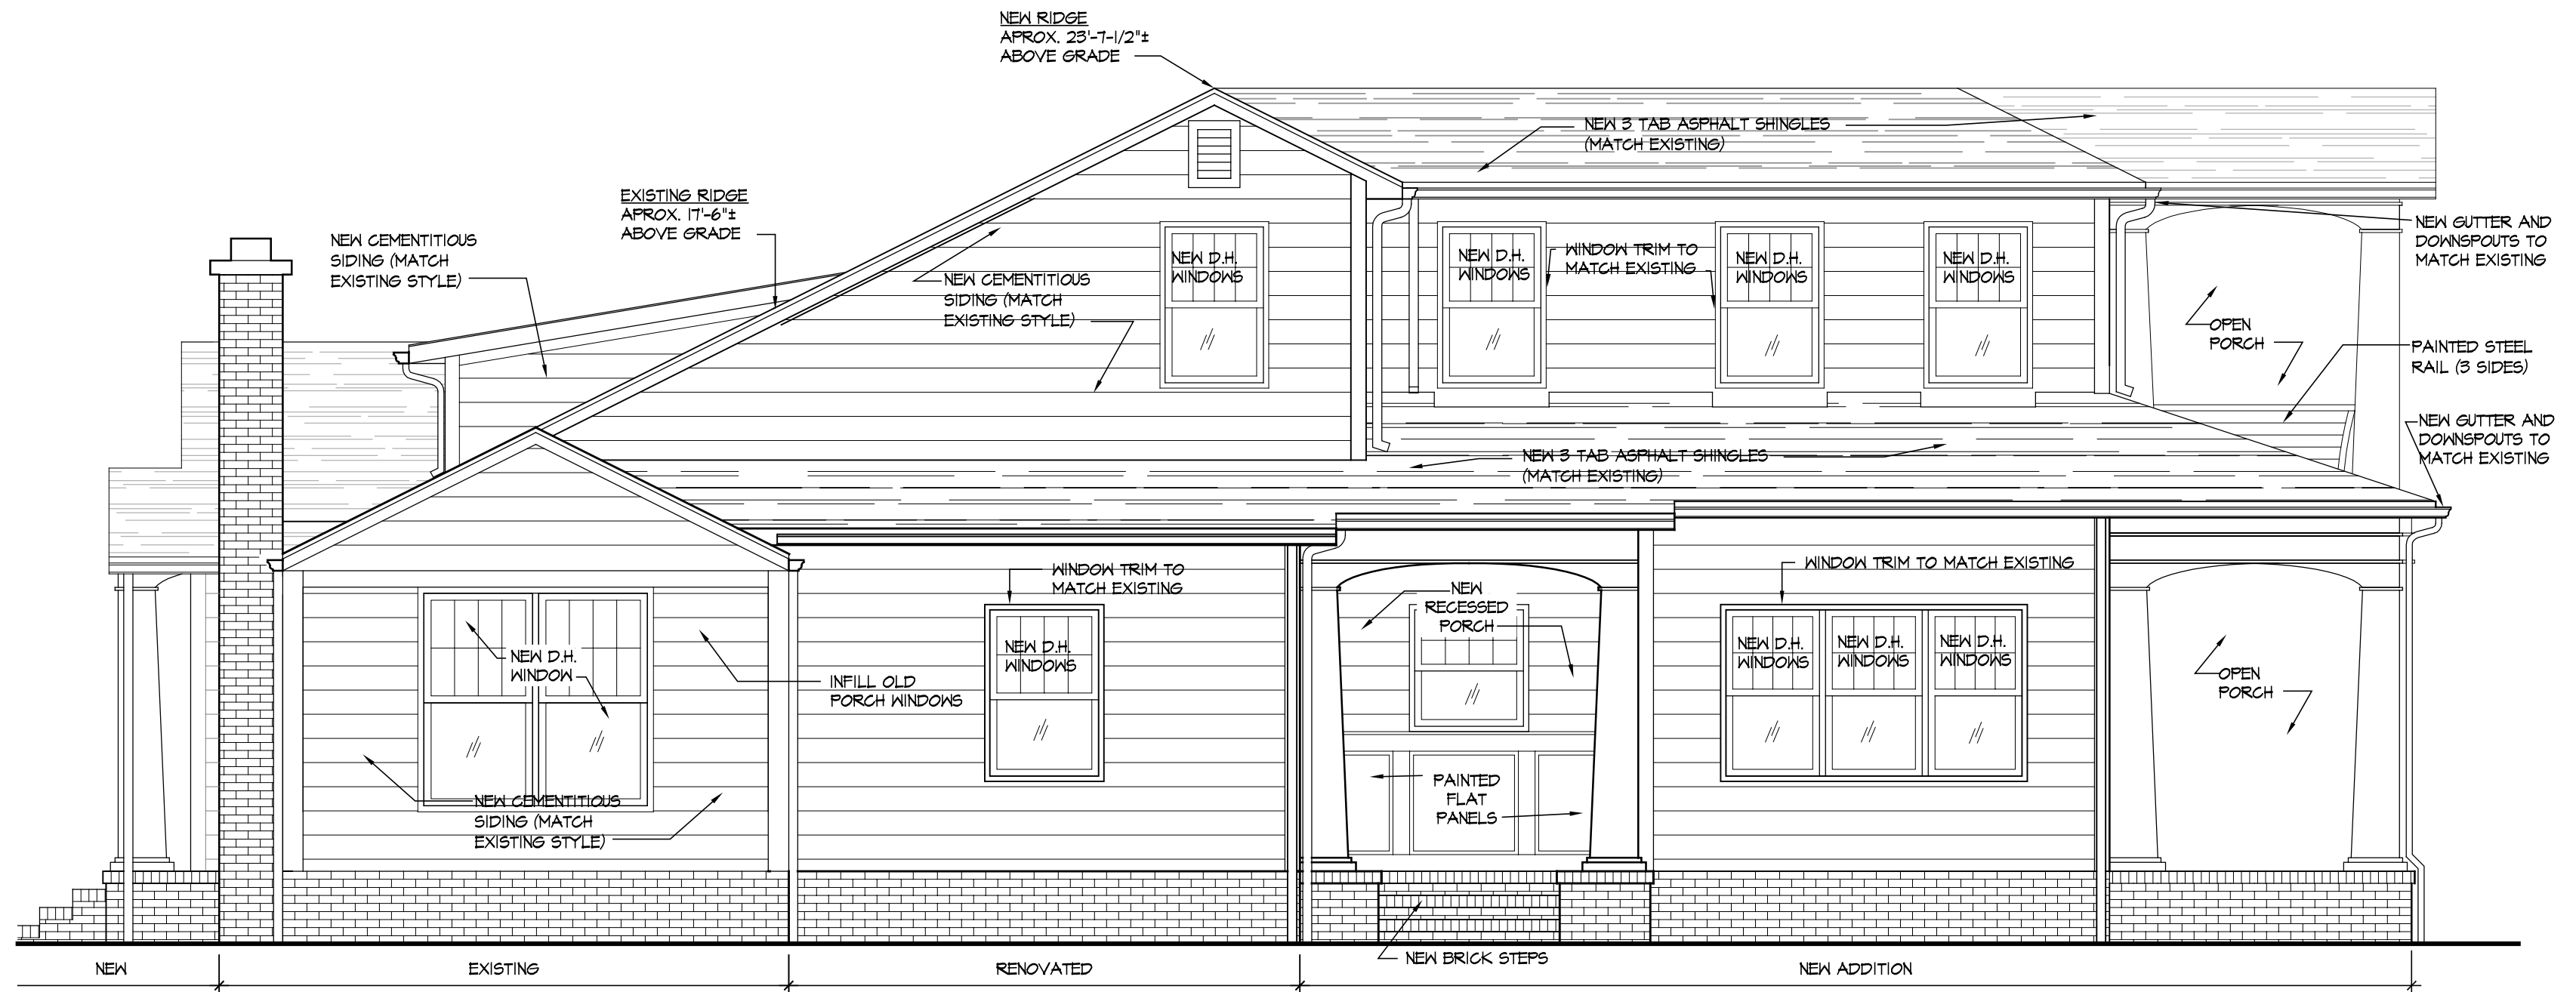 NEW RIDGE
APROX. 23'-7-1/2"±
ABOVE GRADE
NEW 3 TAB ASPHALT SHINGLES
(MATCH EXISTING)
EXISTING RIDGE
APROX. 17'-6"±
ABOVE GRADE
NEW CEMENTITIOUS
SIDING (MATCH
EXISTING STYLE)
NEW CEMENTITIOUS
SIDING (MATCH
EXISTING STYLE)
NEW D.H.
WINDOWS
NEW D.H.
WINDOWS
WINDOW TRIM TO
MATCH EXISTING
NEW D.H.
WINDOWS
NEW D.H.
WINDOWS
NEW GUTTER AND
DOWNSPOUTS TO
MATCH EXISTING
OPEN
PORCH
PAINTED STEEL
RAIL (3 SIDES)
NEW GUTTER AND
DOWNSPOUTS TO
MATCH EXISTING
NEW 3 TAB ASPHALT SHINGLES
(MATCH EXISTING)
WINDOW TRIM TO
MATCH EXISTING
NEW
RECESSED
PORCH
WINDOW TRIM TO MATCH EXISTING
NEW D.H.
WINDOW
INFILL OLD
PORCH WINDOWS
NEW D.H.
WINDOWS
NEW D.H.
WINDOWS
NEW D.H.
WINDOWS
NEW D.H.
WINDOWS
OPEN
PORCH
NEW CEMENTITIOUS
SIDING (MATCH
EXISTING STYLE)
PAINTED
FLAT
PANELS
NEW BRICK STEPS
NEW
EXISTING
RENOVATED
NEW ADDITION